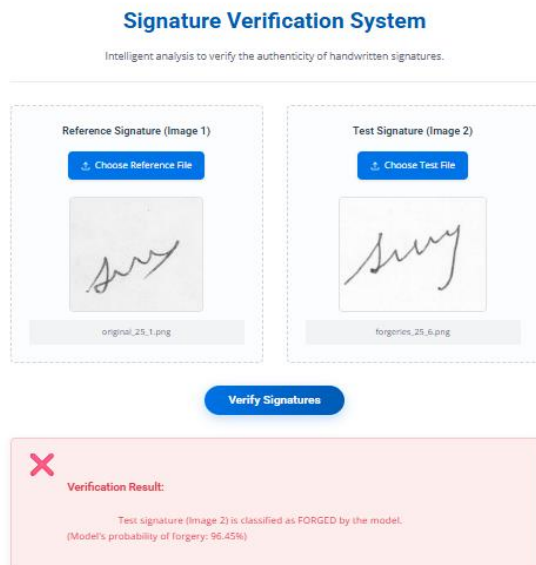 Signature Verification System
Intelligent analysis to verify the authenticity of handwritten signatures.
Reference Signature (Image 1)
Choose Reference File
original_25_1.png
Test Signature (Image 2)
Choose Test File
forgeries_25_6.png
Verify Signatures
Verification Result:
Test signature (Image 2) is classified as FORGED by the model.
(Model's probability of forgery: 96.45%)